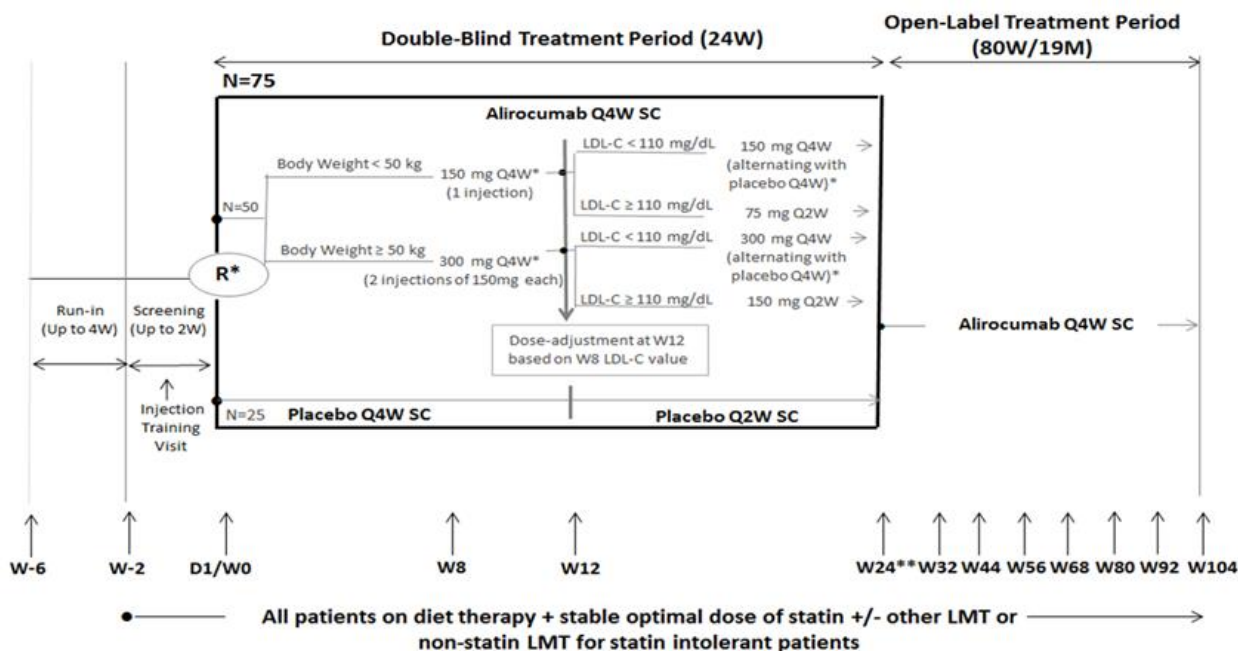 Double-Blind Treatment Period (24W)
Open-Label Treatment Period
(80W/19M)
N=75
Alirocumab Q4W SC
LDL-C < 110 mg/dL
150 mg Q4W
(alternating with
placebo Q4W)*
Body Weight < 50 kg
150 mg Q4W*
(1 injection)
N=50
LDL-C ≥ 110 mg/dL
75 mg Q2W
Body Weight ≥ 50 kg
LDL-C < 110 mg/dL
300 mg Q4W
(alternating with
placebo Q4W)*
R*
300 mg Q4W*
(2 injections of 150mg each)
LDL-C ≥ 110 mg/dL
150 mg Q2W
Run-in
(Up to 4W)
Screening
(Up to 2W)
Dose-adjustment at W12
based on W8 LDL-C value
Alirocumab Q4W SC
Injection
Training
Visit
N=25
Placebo Q4W SC
Placebo Q2W SC
W-6
W-2
D1/W0
W8
W12
W24**
W32
W44
W56
W68
W80
W92
W104
All patients on diet therapy + stable optimal dose of statin +/- other LMT or
non-statin LMT for statin intolerant patients